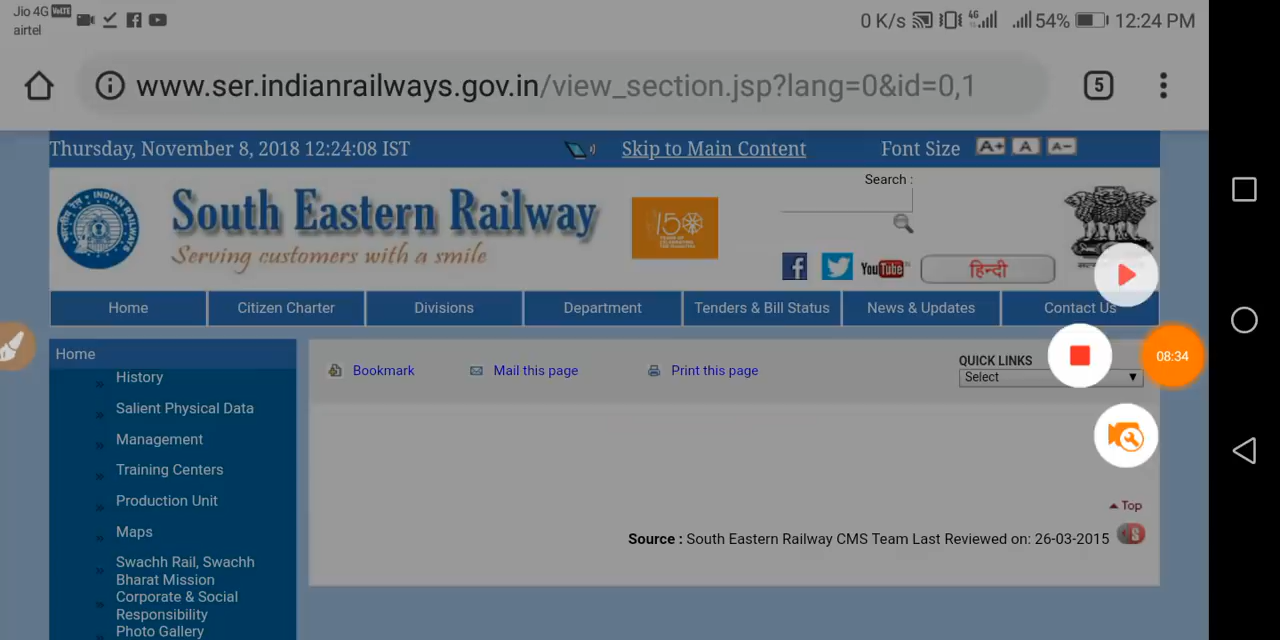 Jio 4G VoLTE
airtel
0 K/s 4G 54% 12:24 PM
www.ser.indianrailways.gov.in/view_section.jsp?lang=0&id=0,1
5
Thursday, November 8, 2018 12:24:08 IST
Skip to Main Content
Font Size A+ A A-
Search :
South Eastern Railway
Serving customers with a smile
150
YouTube
हिन्दी
Home
Citizen Charter
Divisions
Department
Tenders & Bill Status
News & Updates
Contact Us
08:34
Home
History
Salient Physical Data
Management
Training Centers
Production Unit
Maps
Swachh Rail, Swachh
Bharat Mission
Corporate & Social
Responsibility
Photo Gallery
Bookmark
Mail this page
Print this page
QUICK LINKS
Select
Top
Source : South Eastern Railway CMS Team Last Reviewed on: 26-03-2015